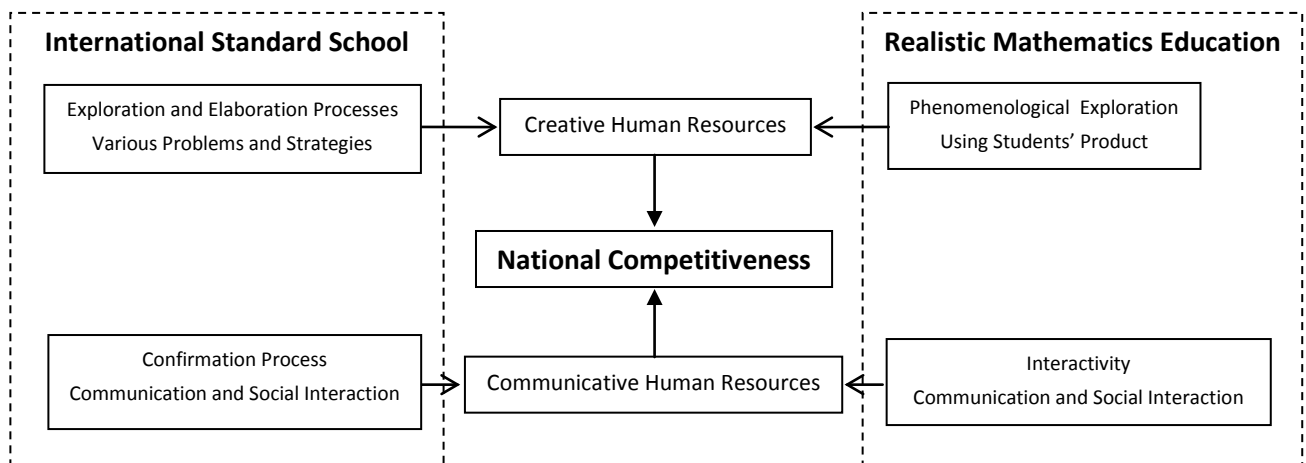 International Standard School
Exploration and Elaboration Processes
Various Problems and Strategies
Confirmation Process
Communication and Social Interaction
Creative Human Resources
National Competitiveness
Communicative Human Resources
Realistic Mathematics Education
Phenomenological Exploration
Using Students’ Product
Interactivity
Communication and Social Interaction